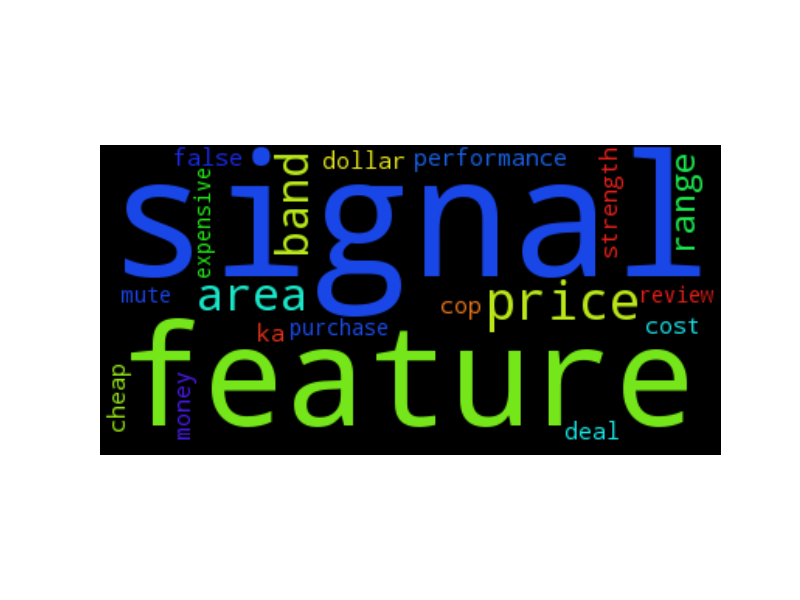 false
dollar
performance
signal
expensive
band
strength
range
mute
area
cop
price
review
ka
purchase
cost
feature
cheap
money
deal